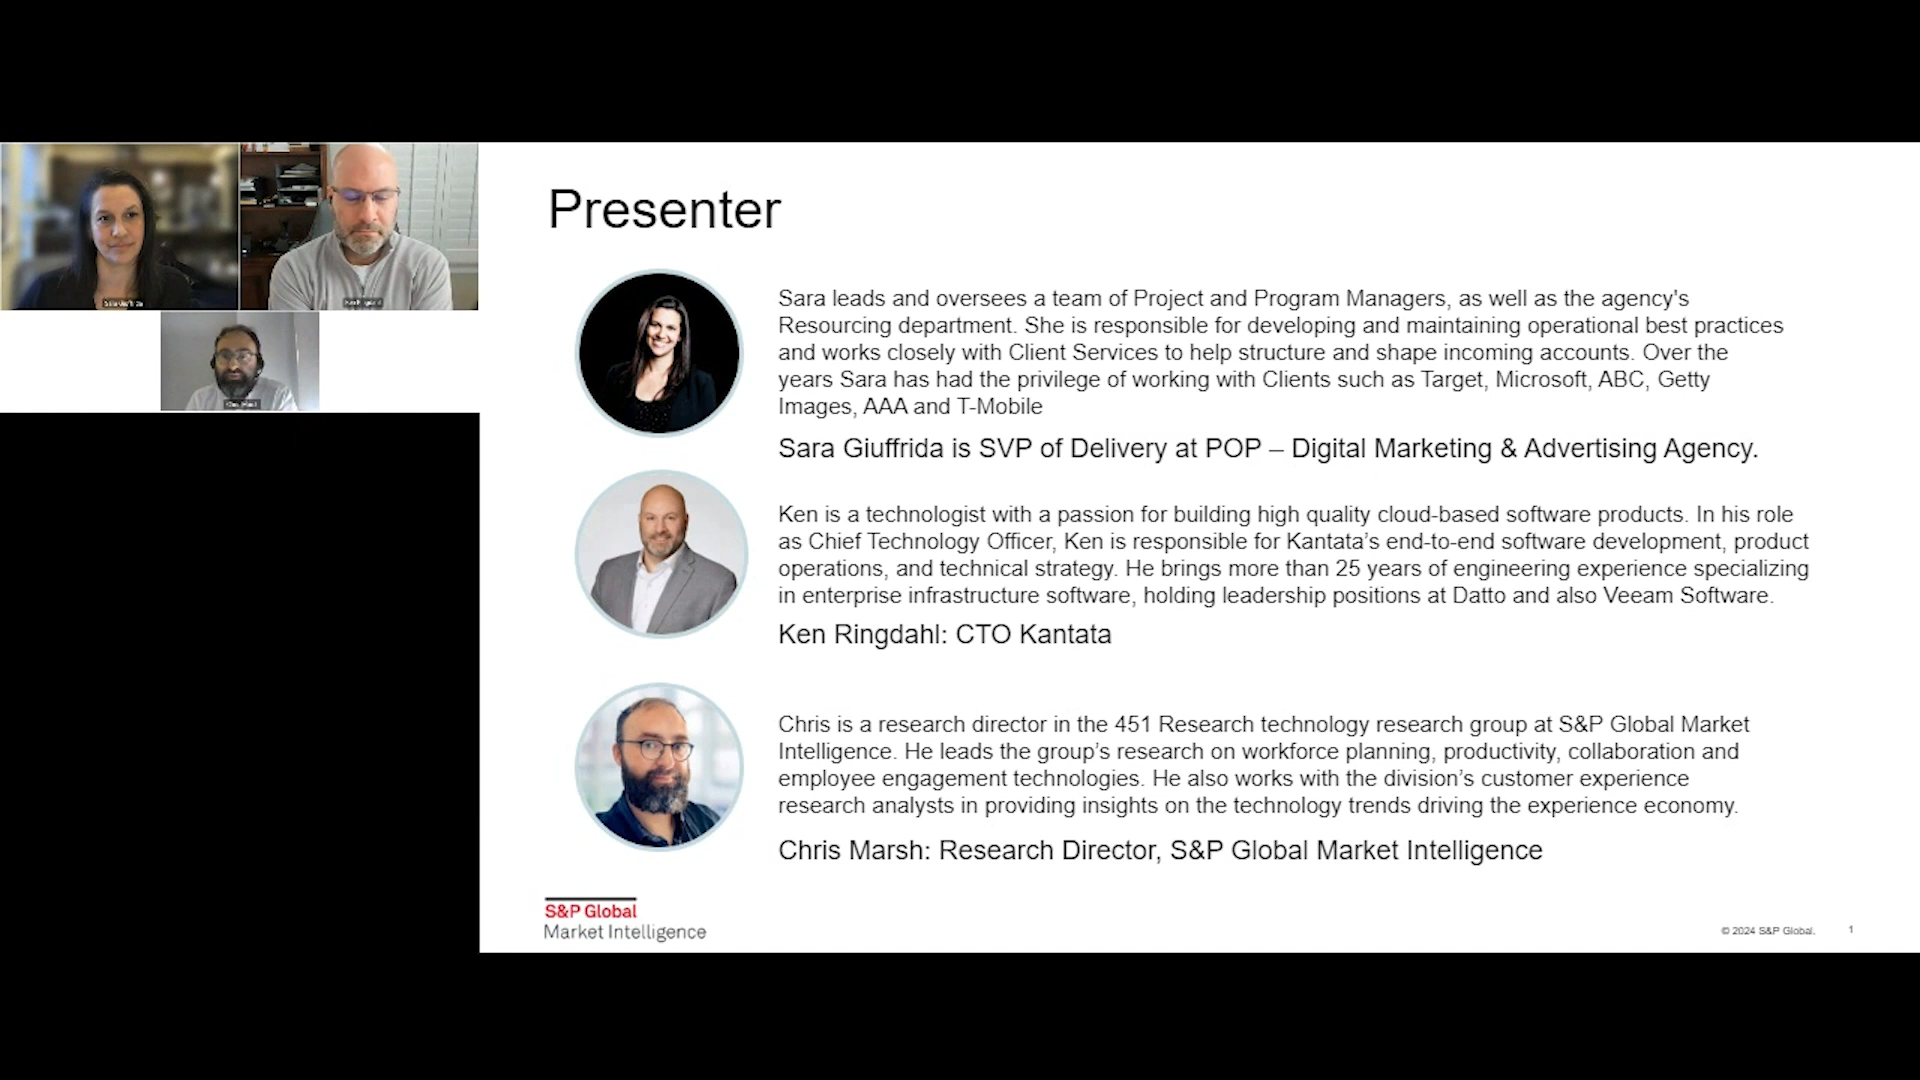 Sara Giuffrida
Presenter
Sara leads and oversees a team of Project and Program Managers, as well as the agency's
Resourcing department. She is responsible for developing and maintaining operational best practices
and works closely with Client Services to help structure and shape incoming accounts. Over the
years Sara has had the privilege of working with Clients such as Target, Microsoft, ABC, Getty
Images, AAA and T-Mobile
Sara Giuffrida is SVP of Delivery at POP – Digital Marketing & Advertising Agency.
Ken is a technologist with a passion for building high quality cloud-based software products. In his role
as Chief Technology Officer, Ken is responsible for Kantata’s end-to-end software development, product
operations, and technical strategy. He brings more than 25 years of engineering experience specializing
in enterprise infrastructure software, holding leadership positions at Datto and also Veeam Software.
Ken Ringdahl: CTO Kantata
Chris is a research director in the 451 Research technology research group at S&P Global Market
Intelligence. He leads the group’s research on workforce planning, productivity, collaboration and
employee engagement technologies. He also works with the division’s customer experience
research analysts in providing insights on the technology trends driving the experience economy.
Chris Marsh: Research Director, S&P Global Market Intelligence
S&P Global
Market Intelligence
© 2024 S&P Global.
1